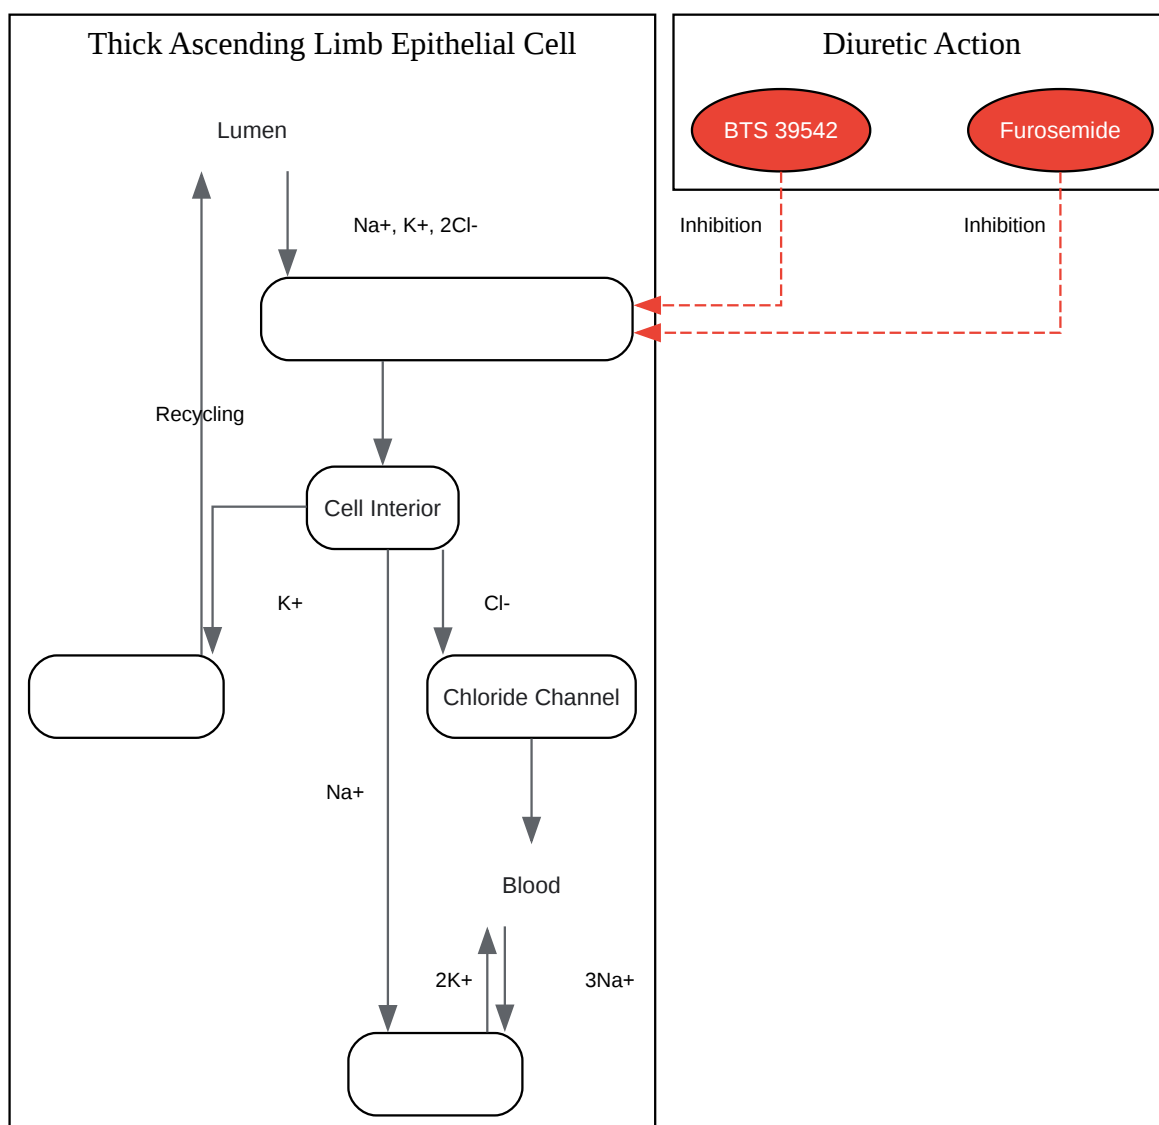 Thick Ascending Limb Epithelial Cell
Diuretic Action
Lumen
BTS 39542
Furosemide
Na+, K+, 2Cl-
Inhibition
Inhibition
Recycling
Cell Interior
K+
Cl-
Chloride Channel
Na+
Blood
2K+
3Na+